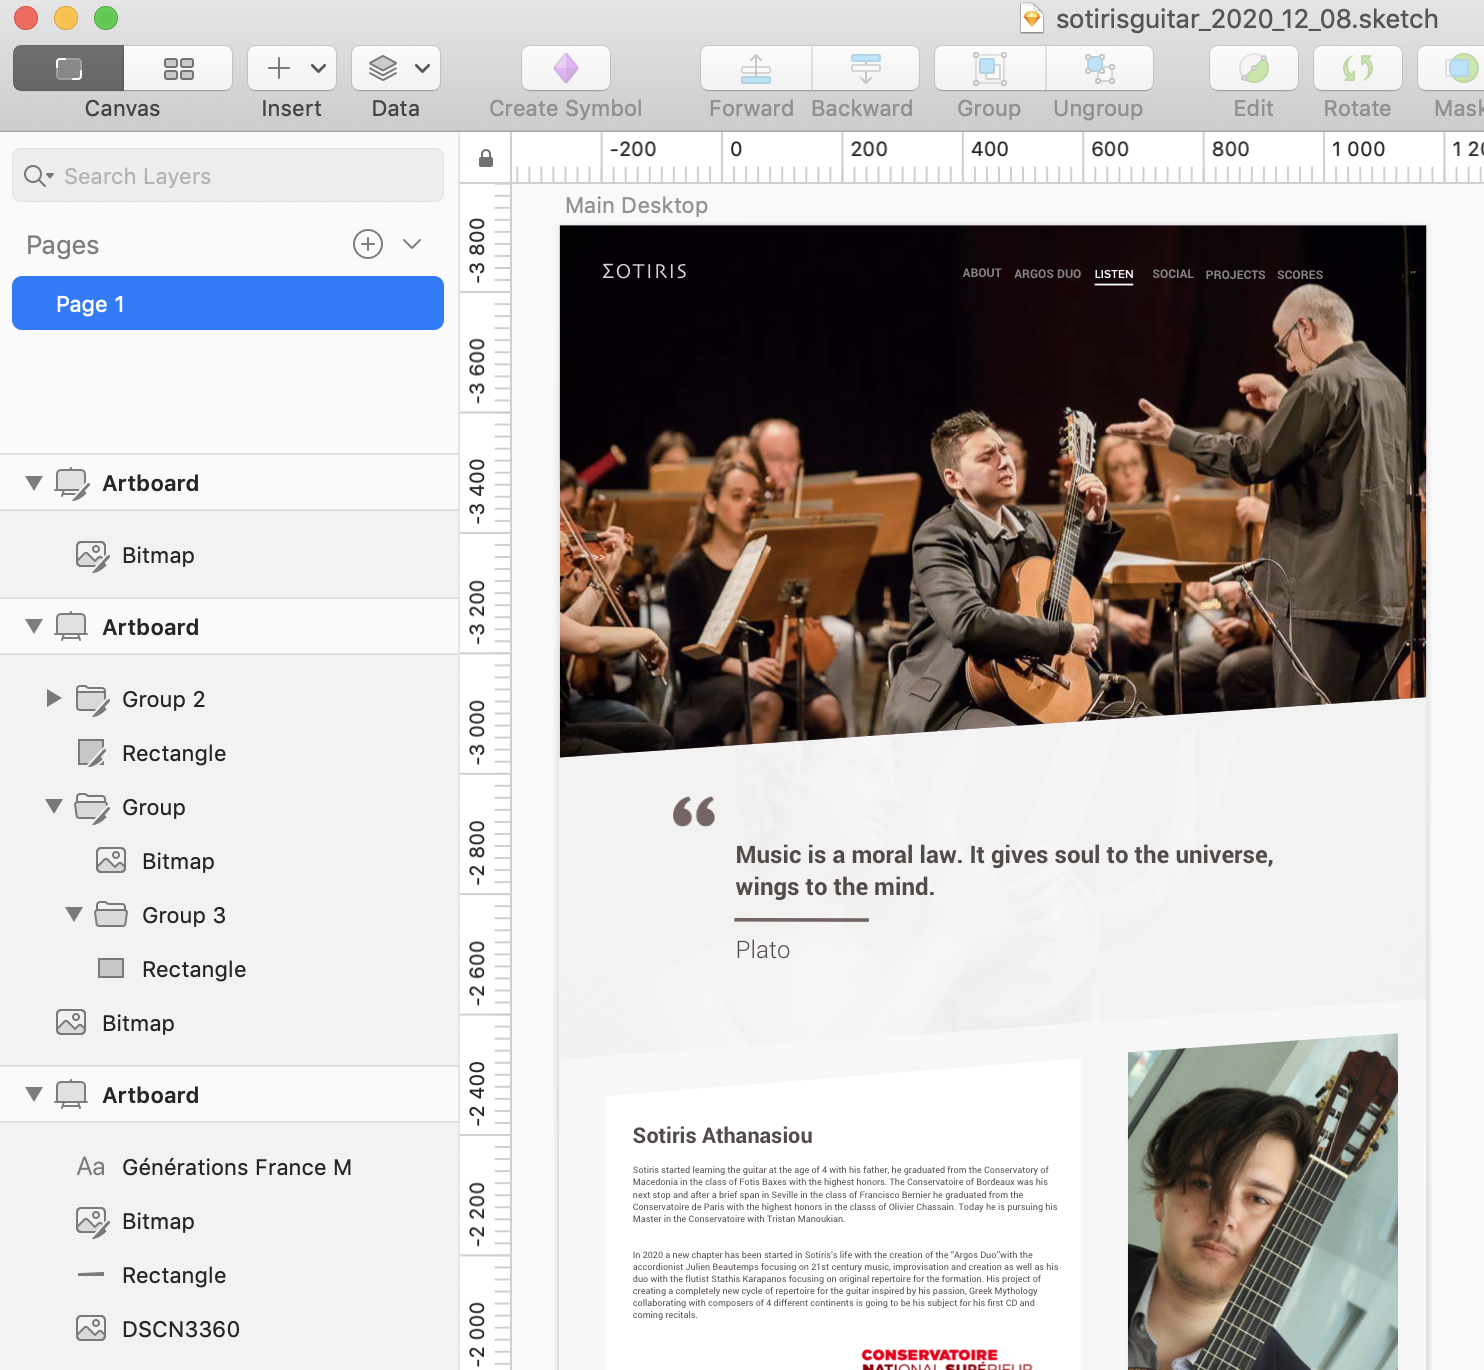 sotirisguitar_2020_12_08.sketch
Canvas
Insert
Data
Create Symbol
Forward
Backward
Group
Ungroup
Edit
Rotate
Mask
Search Layers
Pages
Page 1
Artboard
Bitmap
Artboard
Group 2
Rectangle
Group
Bitmap
Group 3
Rectangle
Bitmap
Artboard
Aa Générations France M
Bitmap
Rectangle
DSCN3360
-200 0 200 400 600 800 1 000 1 20
-3 800
-3 600
-3 400
-3 200
-3 000
-2 800
-2 600
-2 400
-2 200
-2 000
Main Desktop
ΣOTIRIS
ABOUT ARGOS DUO LISTEN SOCIAL PROJECTS SCORES
>>
“
Music is a moral law. It gives soul to the universe,
wings to the mind.
Plato
Sotiris Athanasiou
Sotiris started learning the guitar at the age of 4 with his father, he graduated from the Conservatory of
Macedonia in the class of Fotis Baxes with the highest honors. The Conservatoire of Bordeaux was his
next stop and after a brief span in Seville in the class of Francisco Bernier he graduated from the
Conservatoire de Paris with the highest honors in the classs of Olivier Chassain. Today he is pursuing his
Master in the Conservatoire with Tristan Manoukian.
In 2020 a new chapter has been started in Sotiris's life with the creation of the "Argos Duo"with the
accordionist Julien Beautemps focusing on 21st century music, improvisation and creation as well as his
duo with the flutist Stathis Karapanos focusing on original repertoire for the formation. His project of
creating a completely new cycle of repertoire for the guitar inspired by his passion, Greek Mythology
collaborating with composers of 4 different continents is going to be his subject for his first CD and
coming recitals.
CONSERVATOIRE
NATIONAL SUPÉRIEUR